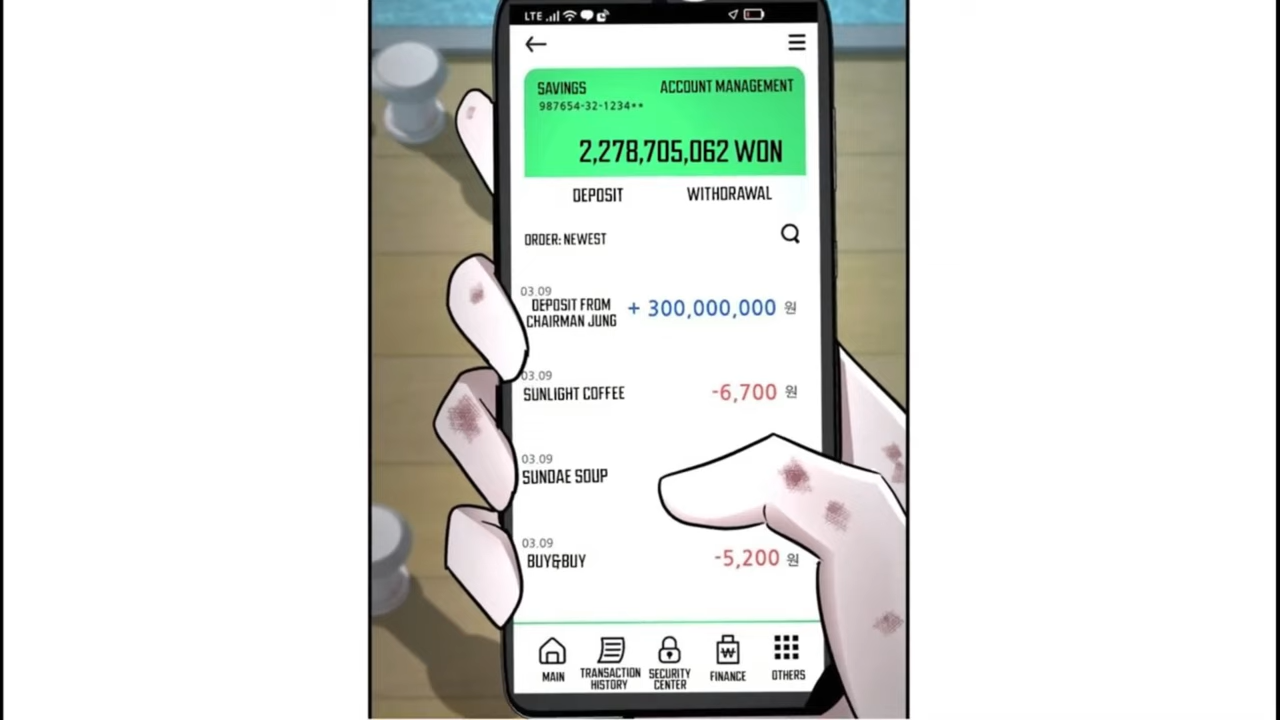 LTE
SAVINGS ACCOUNT MANAGEMENT
987654-32-1234**
2,278,705,062 WON
DEPOSIT WITHDRAWAL
ORDER: NEWEST
03.09
DEPOSIT FROM
CHAIRMAN JUNG
+ 300,000,000 원
03.09
SUNLIGHT COFFEE -6,700 원
03.09
SUNDAE SOUP
03.09
BUY&BUY -5,200 원
MAIN
TRANSACTION
HISTORY
SECURITY
CENTER
FINANCE
OTHERS